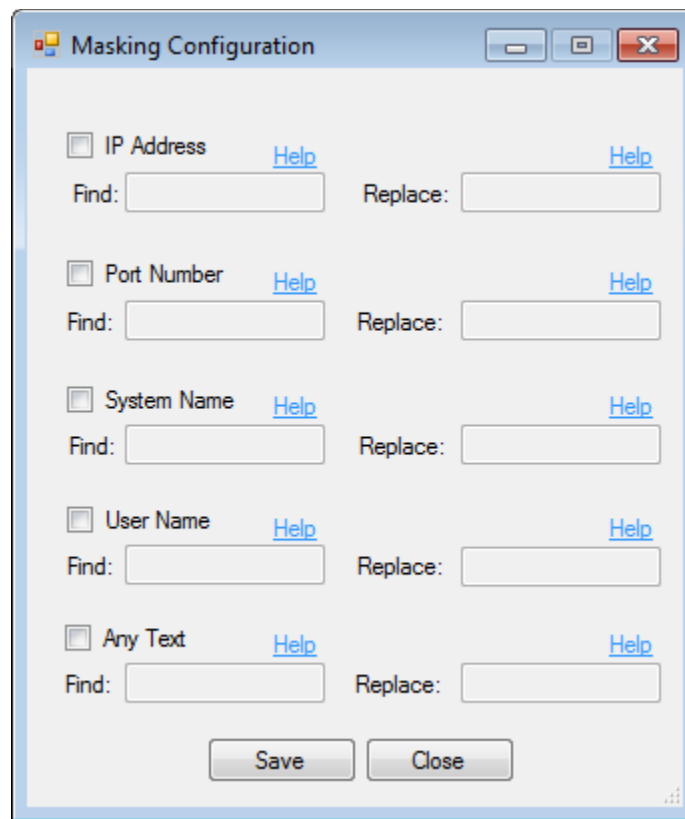 Masking Configuration
IP Address Help Help
Find: Replace:
Port Number Help Help
Find: Replace:
System Name Help Help
Find: Replace:
User Name Help Help
Find: Replace:
Any Text Help Help
Find: Replace:
Save Close